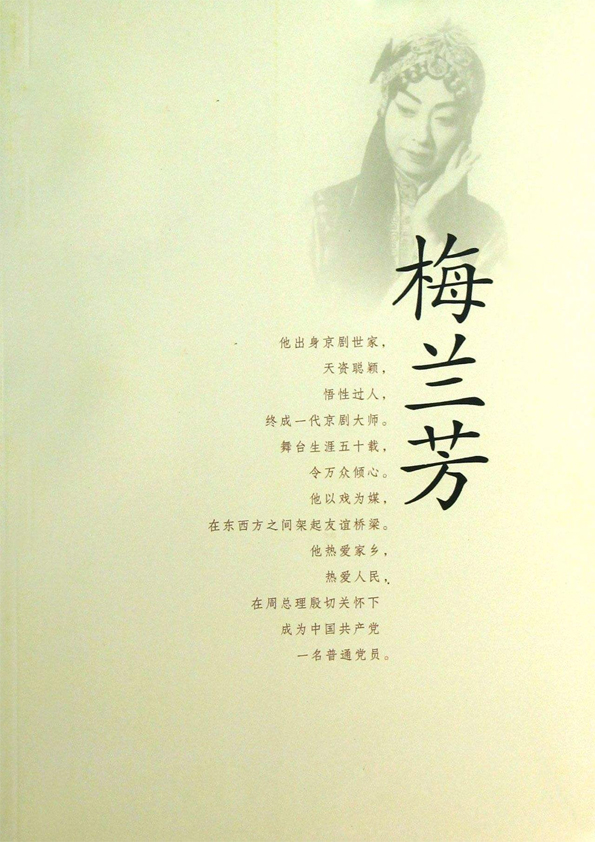 梅兰芳
他出身京剧世家，
天资聪颖，
悟性过人，
终成一代京剧大师。
舞台生涯五十载，
令万众倾心。
他以戏为媒，
在东西方之间架起友谊桥梁。
他热爱家乡，
热爱人民，
在周总理殷切关怀下
成为中国共产党
一名普通党员。